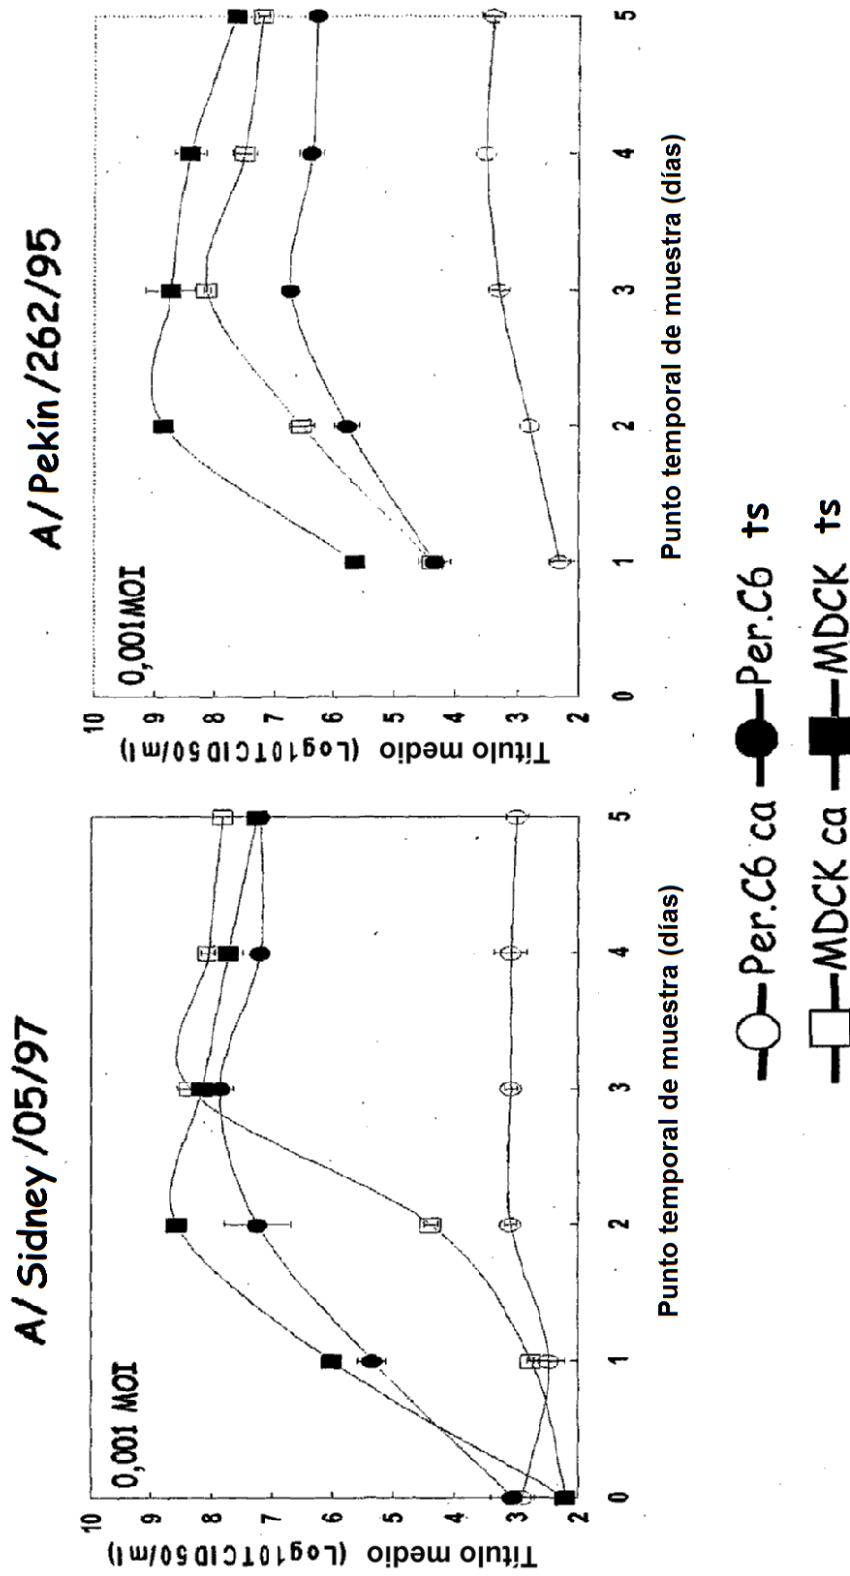 A/Sidney/05/97
0,001 MOI
Título medio (Log10TCID50/ml)
10
9
8
7
6
5
4
3
2
0
1
2
3
4
5
Punto temporal de muestra (días)
A/Pekín/262/95
0,001MOI
Título medio (Log10TCID50/ml)
10
9
8
7
6
5
4
3
2
0
1
2
3
4
5
Punto temporal de muestra (días)
Per.C6 ca
Per.C6 ts
MDCK ca
MDCK ts